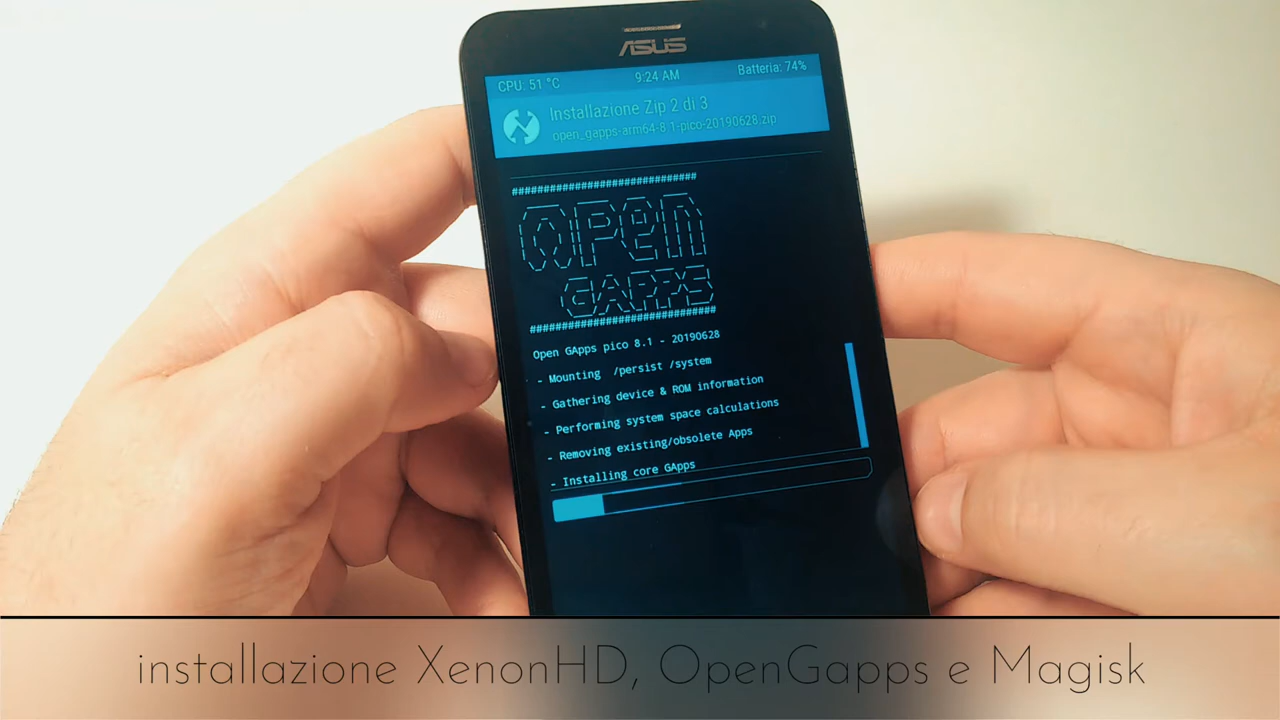 ASUS
CPU: 51 °C 9:24 AM Batteria: 74%
Installazione Zip 2 di 3
open_gapps-arm64-8.1-pico-20190628.zip
##############################
OPEN
GAPPS
##############################
Open GApps pico 8.1 - 20190628
- Mounting /persist /system
- Gathering device & ROM information
- Performing system space calculations
- Removing existing/obsolete Apps
- Installing core GApps
installazione XenonHD, OpenGapps e Magisk